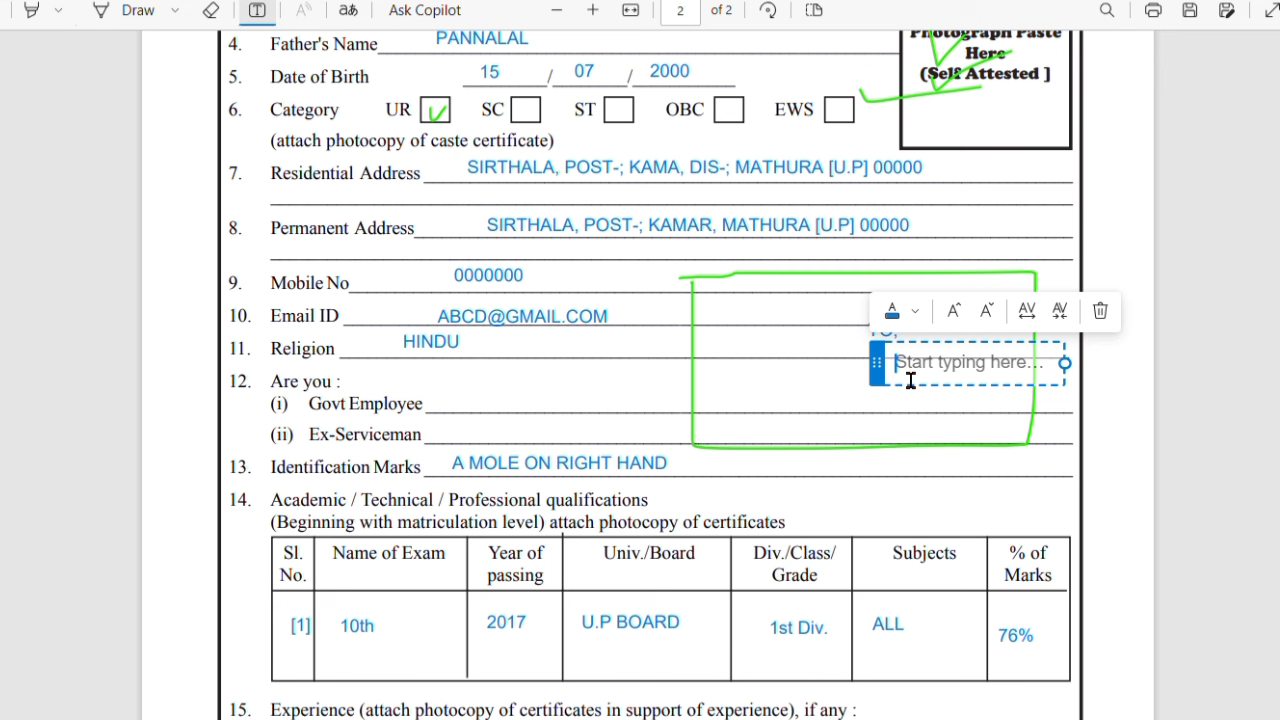 Draw
aあ
Ask Copilot
2 of 2
4. Father's Name PANNALAL
Photograph Paste
Here
(Self Attested ]
5. Date of Birth 15 / 07 / 2000
6 Category UR SC ST OBC EWS
(attach photocopy of caste certificate)
7. Residential Address SIRTHALA, POST-; KAMA, DIS-; MATHURA [U.P] 00000
8. Permanent Address SIRTHALA, POST-; KAMAR, MATHURA [U.P] 00000
9. Mobile No 0000000
10. Email ID ABCD@GMAIL.COM
TO,
11. Religion HINDU
Start typing here...
12. Are you :
(i) Govt Employee
(ii) Ex-Serviceman
13. Identification Marks A MOLE ON RIGHT HAND
14. Academic / Technical / Professional qualifications
(Beginning with matriculation level) attach photocopy of certificates
Sl. No. Name of Exam Year of passing Univ./Board Div./Class/ Grade Subjects % of Marks
[1] 10th 2017 U.P BOARD 1st Div. ALL 76%
15. Experience (attach photocopy of certificates in support of experience), if any :